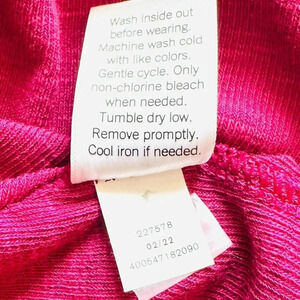 Wash inside out
before wearing.
Machine wash cold
with like colors.
Gentle cycle. Only
non-chlorine bleach
when needed.
Tumble dry low.
Remove promptly.
Cool iron if needed.
227878
02/22
400547182090